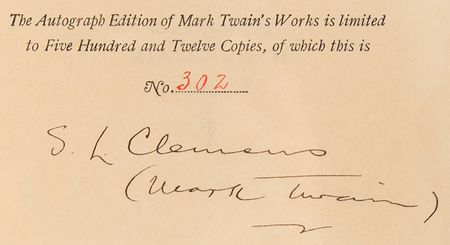 The Autograph Edition of Mark Twain's Works is limited
to Five Hundred and Twelve Copies, of which this is
No. 302
S. L. Clemens
(Mark Twain)